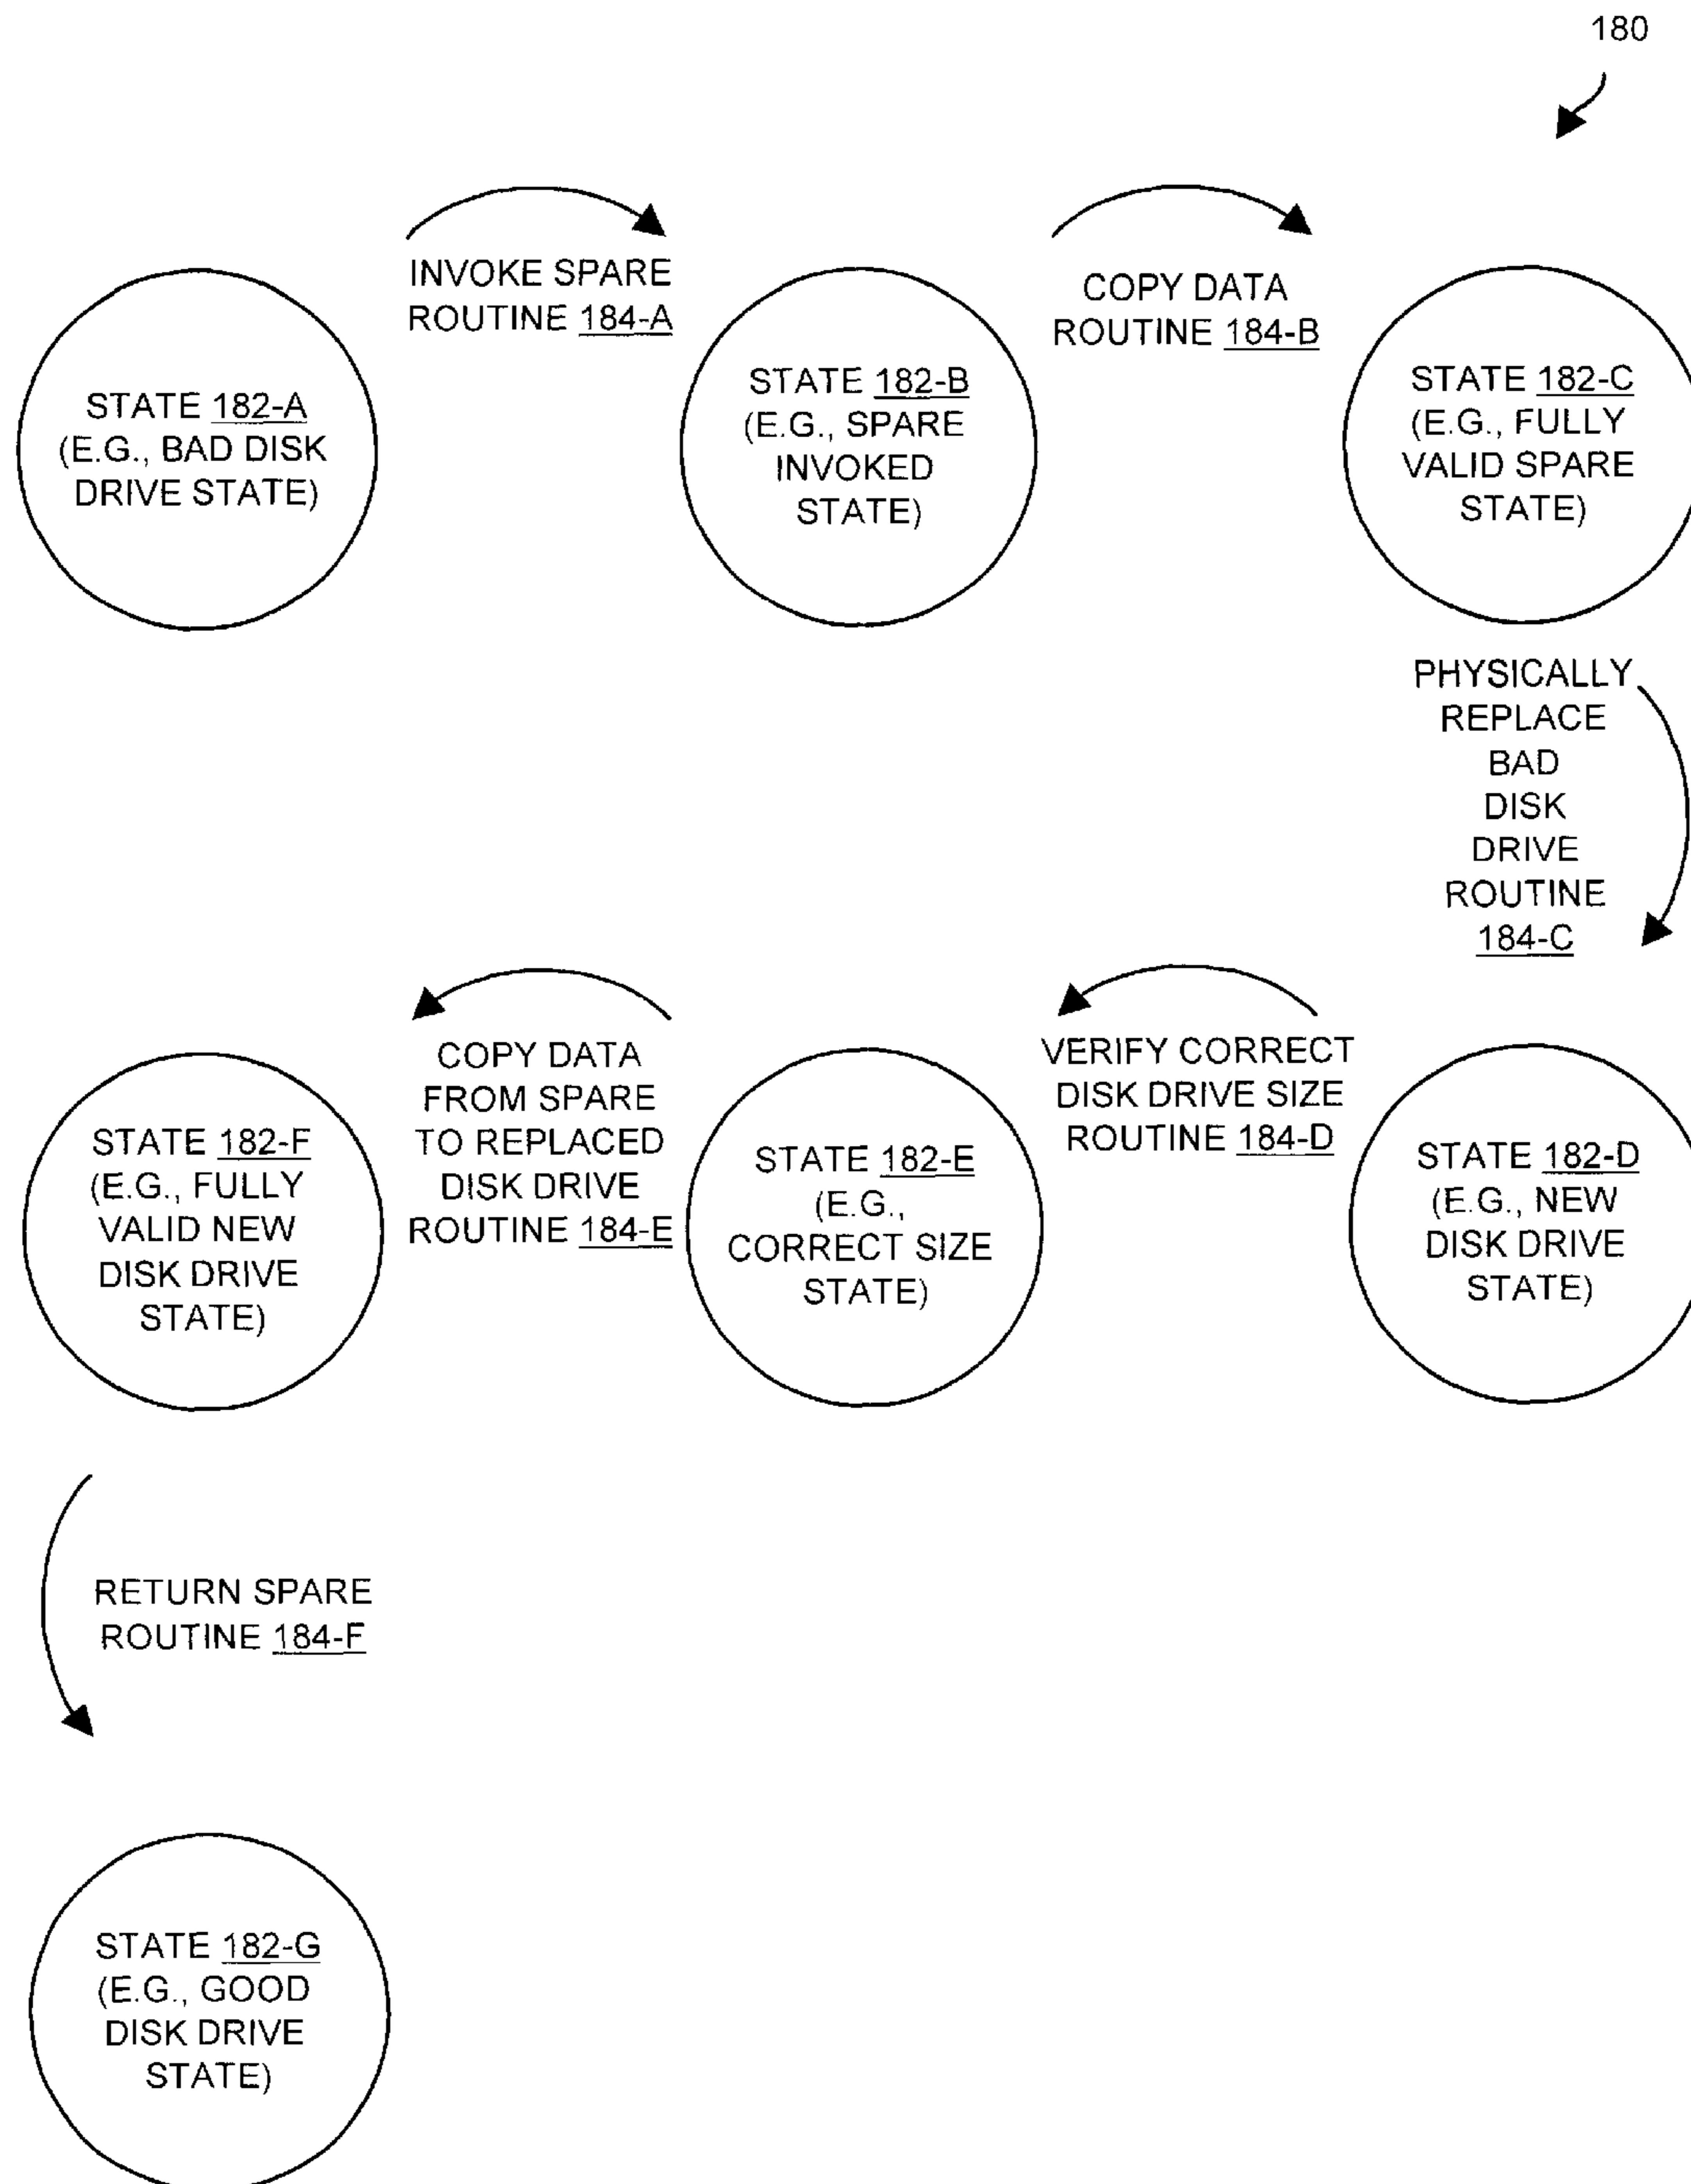 180
INVOKE SPARE
ROUTINE 184-A
COPY DATA
ROUTINE 184-B
STATE 182-A
(E.G., BAD DISK
DRIVE STATE)
STATE 182-B
(E.G., SPARE
INVOKED
STATE)
STATE 182-C
(E.G., FULLY
VALID SPARE
STATE)
PHYSICALLY
REPLACE
BAD
DISK
DRIVE
ROUTINE
184-C
VERIFY CORRECT
DISK DRIVE SIZE
ROUTINE 184-D
COPY DATA
FROM SPARE
TO REPLACED
DISK DRIVE
ROUTINE 184-E
STATE 182-D
(E.G., NEW
DISK DRIVE
STATE)
STATE 182-E
(E.G.,
CORRECT SIZE
STATE)
STATE 182-F
(E.G., FULLY
VALID NEW
DISK DRIVE
STATE)
RETURN SPARE
ROUTINE 184-F
STATE 182-G
(E.G., GOOD
DISK DRIVE
STATE)